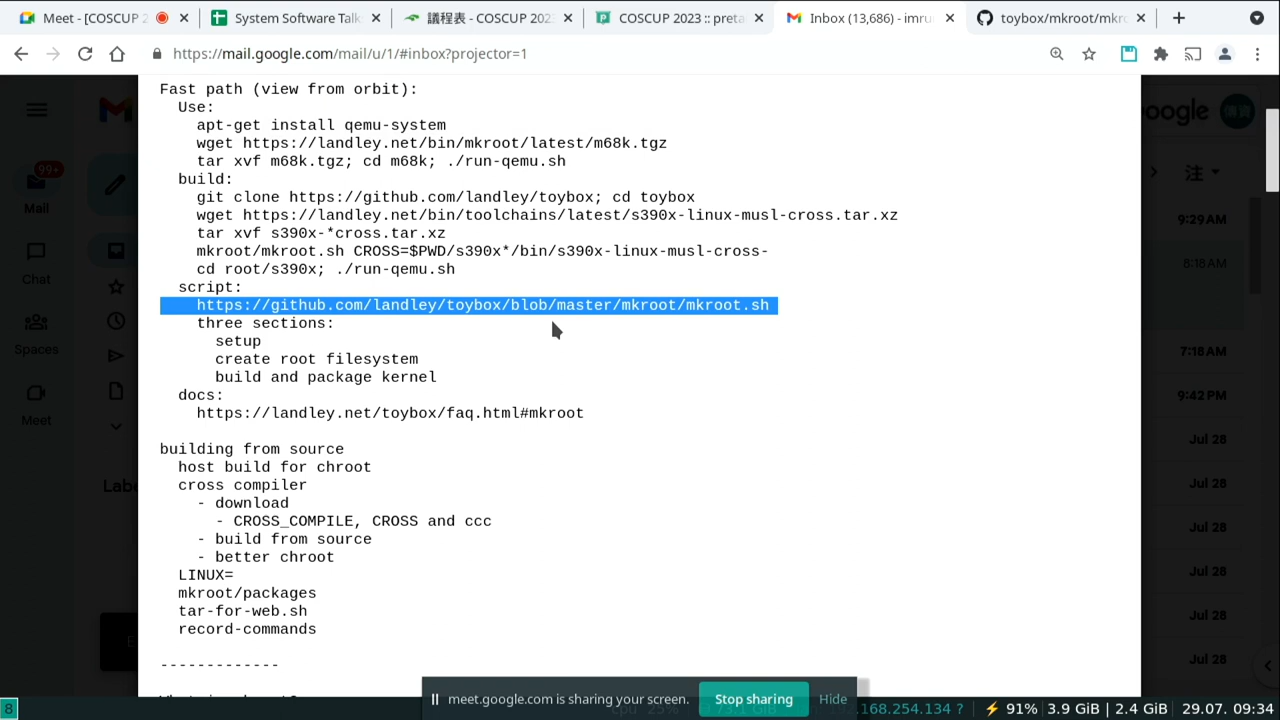 Meet - [COSCUP 2
System Software Talk
議程表 - COSCUP 202
COSCUP 2023 :: preta
Inbox (13,686) - imru
toybox/mkroot/mkr
https://mail.google.com/mail/u/1/#inbox?projector=1
Fast path (view from orbit):
Use:
apt-get install qemu-system
wget https://landley.net/bin/mkroot/latest/m68k.tgz
tar xvf m68k.tgz; cd m68k; ./run-qemu.sh
build:
git clone https://github.com/landley/toybox; cd toybox
wget https://landley.net/bin/toolchains/latest/s390x-linux-musl-cross.tar.xz
tar xvf s390x-*cross.tar.xz
mkroot/mkroot.sh CROSS=$PWD/s390x*/bin/s390x-linux-musl-cross-
cd root/s390x; ./run-qemu.sh
script:
https://github.com/landley/toybox/blob/master/mkroot/mkroot.sh
three sections:
setup
create root filesystem
build and package kernel
docs:
https://landley.net/toybox/faq.html#mkroot
building from source
host build for chroot
cross compiler
- download
- CROSS_COMPILE, CROSS and ccc
- build from source
- better chroot
LINUX=
mkroot/packages
tar-for-web.sh
record-commands
-------------
99+
Mail
Chat
Spaces
Meet
Labe
oogle
注
9:29 AM
8:18 AM
7:18 AM
9:42 PM
Jul 28
Jul 28
Jul 28
Jul 28
Jul 28
Jul 28
meet.google.com is sharing your screen.
Stop sharing
Hide
8
.168.254.134 ? ⚡ 91% | 3.9 GiB | 2.4 GiB | 29.07. 09:34